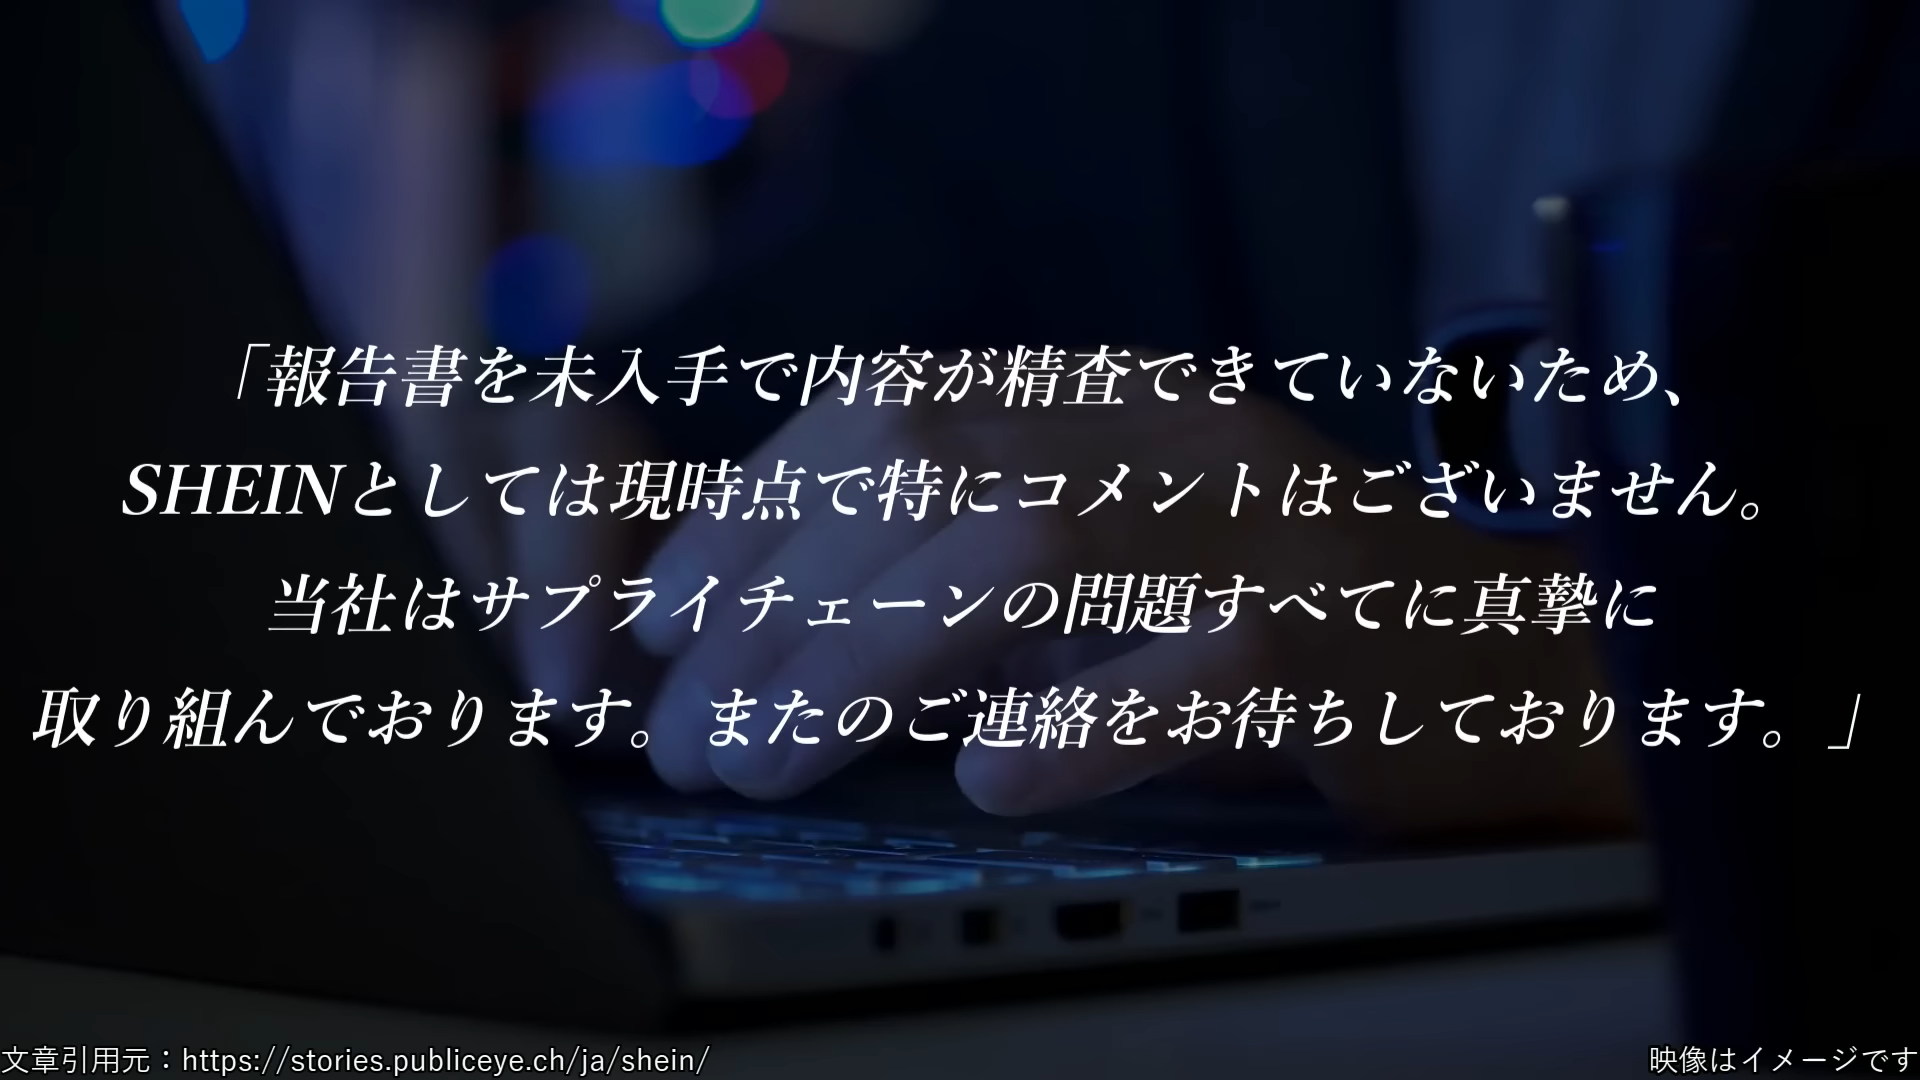 「報告書を未入手で内容が精査できていないため、
SHEINとしては現時点で特にコメントはございません。
当社はサプライチェーンの問題すべてに真摯に
取り組んでおります。またのご連絡をお待ちしております。」
文章引用元：https://stories.publiceye.ch/ja/shein/
映像はイメージです